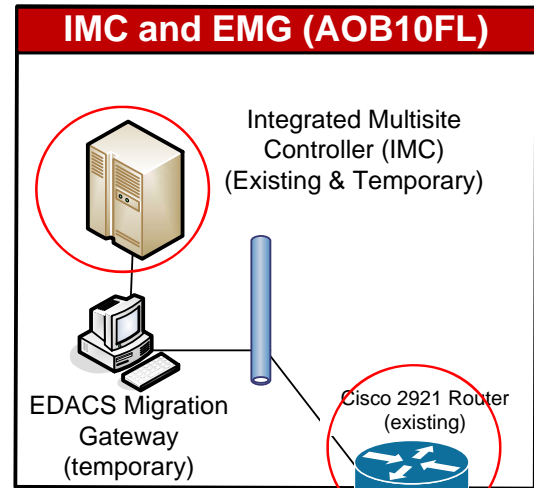 IMC and EMG (AOB10FL)
Integrated Multisite
Controller (IMC)
(Existing & Temporary)
EDACS Migration
Gateway
(temporary)
Cisco 2921 Router
(existing)